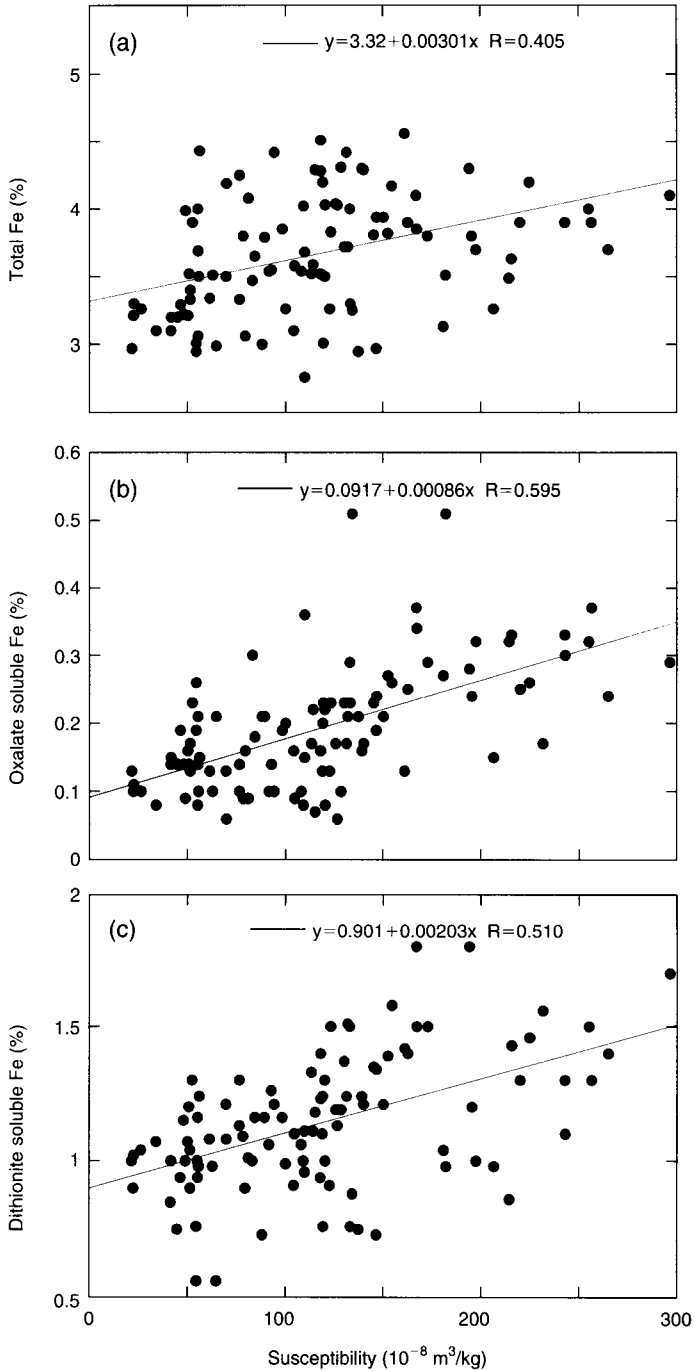 (a)
y=3.32+0.00301x R=0.405
5
4
3
Total Fe (%)
(b)
y=0.0917+0.00086x R=0.595
0.6
0.5
0.4
0.3
0.2
0.1
0
Oxalate soluble Fe (%)
(c)
y=0.901+0.00203x R=0.510
2
1.5
1
0.5
Dithionite soluble Fe (%)
0 100 200 300
Susceptibility (10⁻⁸ m³/kg)